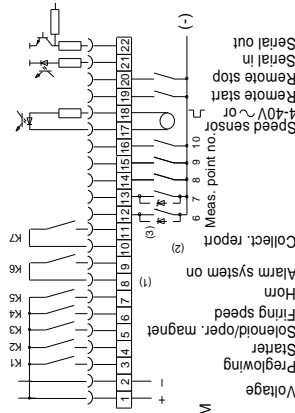 Voltage
Preglowing
Starter
Solenoid/oper. magnet
Firing speed
Horn
Alarm system on
Collect. report
Speed sensor
4-40V ~ or
Remote start
Remote stop
Serial in
Serial out
+
–
1 2 3 4 5 6 7 8 9 10 11 12 13 14 15 16 17 18 19 20 21 22
K1
K2
K3
K4
K5
K6
K7
(1)
(2)
(3)
6 7 8 9 10
Meas. point no.
(-)
VI